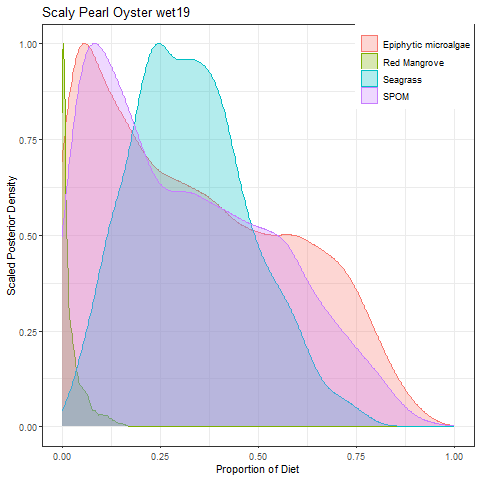 Scaly Pearl Oyster wet19
Epiphytic microalgae
Red Mangrove
Seagrass
SPOM
1.00
0.75
0.50
0.25
0.00
Scaled Posterior Density
0.00 0.25 0.50 0.75 1.00
Proportion of Diet